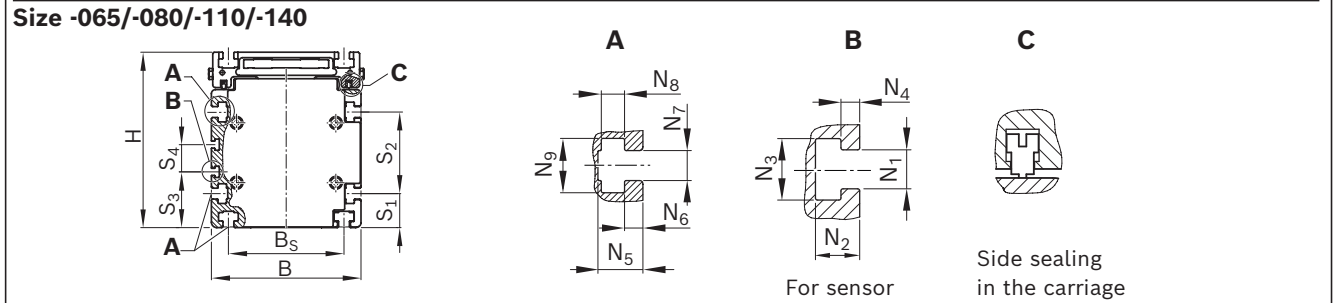 Size -065/-080/-110/-140
A
B
C
A
B
C
H
S₄
S₃
S₂
S₁
A
B_S
B
N₈
N₇
N₉
N₆
N₅
N₄
N₃
N₁
N₂
For sensor
Side sealing
in the carriage